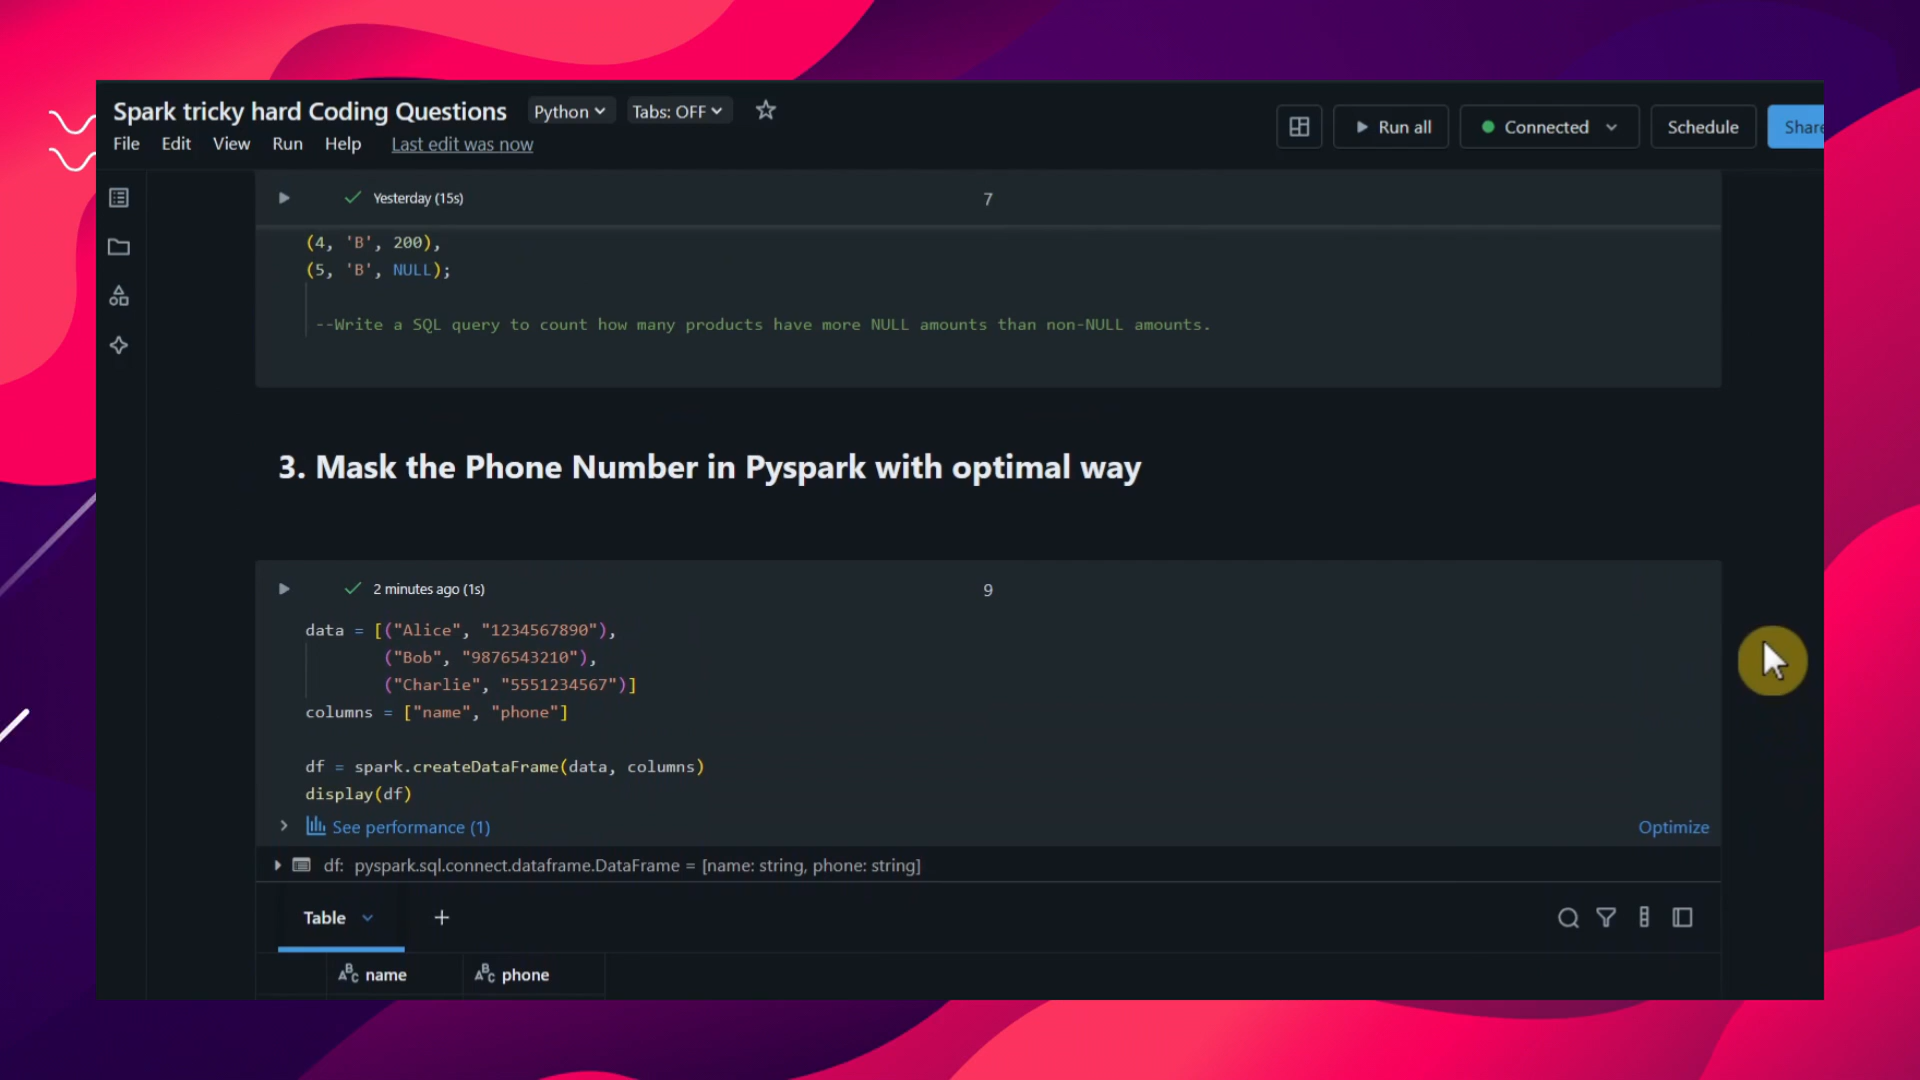 Spark tricky hard Coding Questions Python Tabs: OFF
File Edit View Run Help Last edit was now
Run all Connected Schedule Share
Yesterday (15s) 7
(4, 'B', 200),
(5, 'B', NULL);
--Write a SQL query to count how many products have more NULL amounts than non-NULL amounts.
3. Mask the Phone Number in Pyspark with optimal way
2 minutes ago (1s) 9
data = [("Alice", "1234567890"),
("Bob", "9876543210"),
("Charlie", "5551234567")]
columns = ["name", "phone"]
df = spark.createDataFrame(data, columns)
display(df)
See performance (1) Optimize
df: pyspark.sql.connect.dataframe.DataFrame = [name: string, phone: string]
Table +
ABC name ABC phone